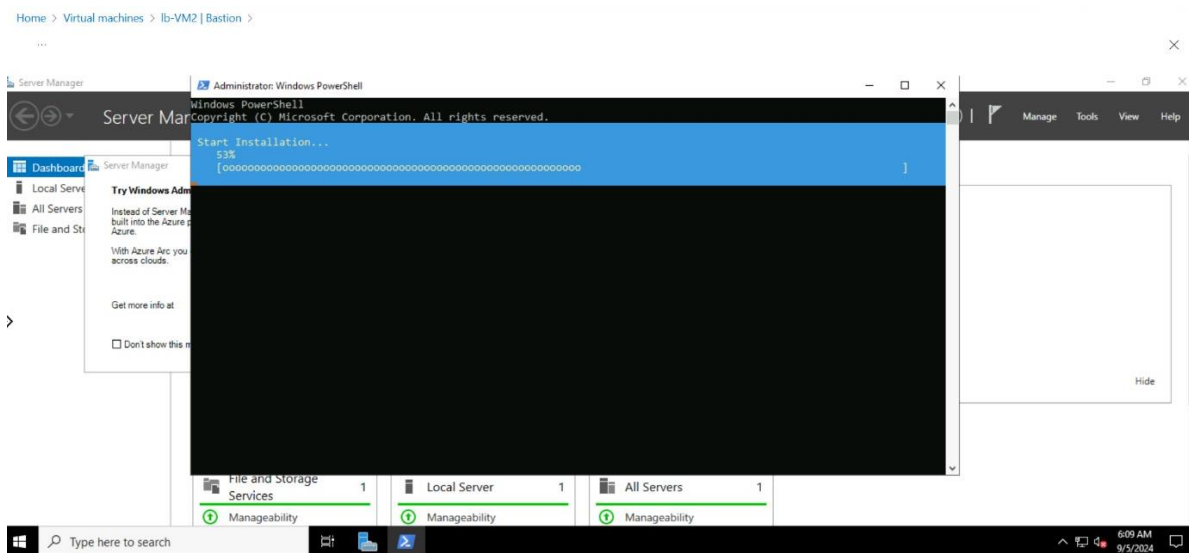 Home > Virtual machines > lb-VM2 | Bastion >
...
Server Manager
Administrator: Windows PowerShell
Server Mar
Manage Tools View Help
Windows PowerShell
Copyright (C) Microsoft Corporation. All rights reserved.
Start Installation...
53%
[oooooooooooooooooooooooooooooooooooooooooooooooooooooooooo ]
Dashboard
Local Serve
All Servers
File and Sto
Server Manager
Try Windows Adm
Instead of Server Ma
built into the Azure p
Azure.
With Azure Arc you
across clouds.
Get more info at
Don't show this m
Hide
File and Storage
Services 1
Manageability
Local Server 1
Manageability
All Servers 1
Manageability
Type here to search
6:09 AM
9/5/2024